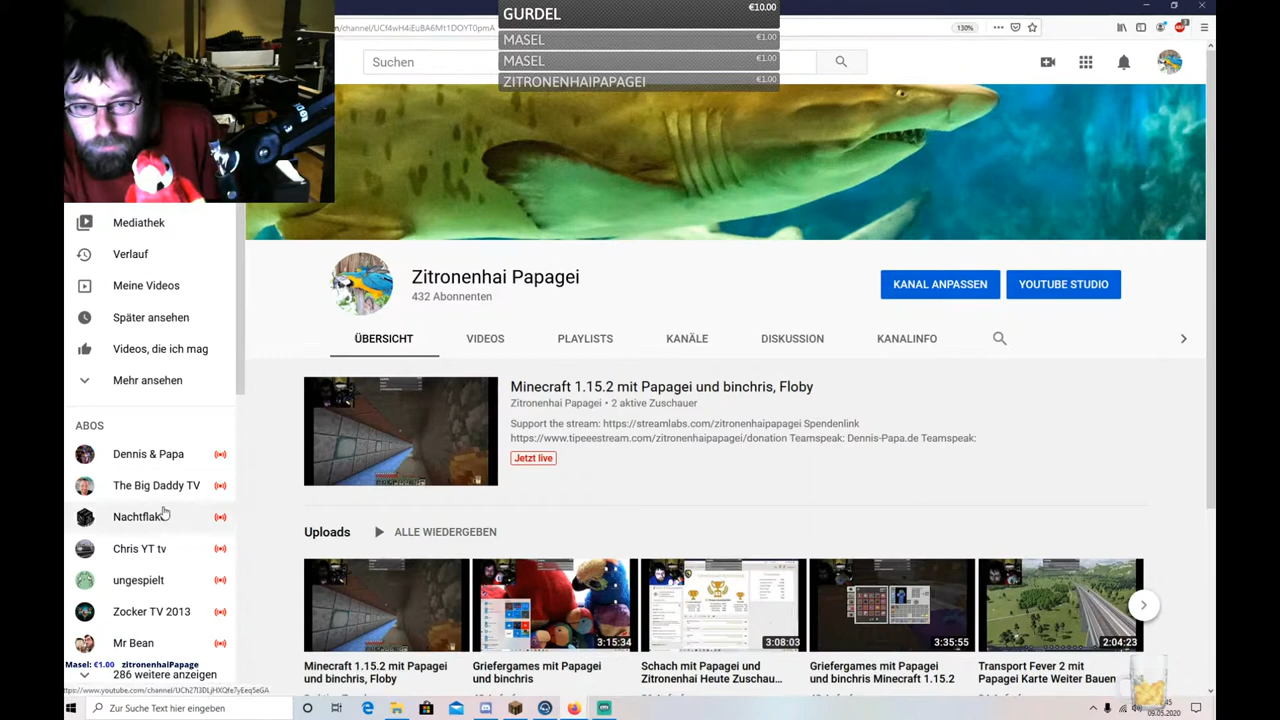 GURDEL €10.00
MASEL €1.00
MASEL €1.00
ZITRONENHAIPAPAGEI €1.00
/channel/UCf4wH4iEuBA6Mt1DOYT0pmA
130%
Suchen
Mediathek
Verlauf
Meine Videos
Später ansehen
Videos, die ich mag
Mehr ansehen
ABOS
Dennis & Papa
The Big Daddy TV
Nachtflak
Chris YT tv
ungespielt
Zocker TV 2013
Mr Bean
Masel: €1.00 zitronenhaiPapage
286 weitere anzeigen
Zitronenhai Papagei
432 Abonnenten
KANAL ANPASSEN
YOUTUBE STUDIO
ÜBERSICHT
VIDEOS
PLAYLISTS
KANÄLE
DISKUSSION
KANALINFO
Minecraft 1.15.2 mit Papagei und binchris, Floby
Zitronenhai Papagei • 2 aktive Zuschauer
Support the stream: https://streamlabs.com/zitronenhaipapagei Spendenlink
https://www.tipeeestream.com/zitronenhaipapagei/donation Teamspeak: Dennis-Papa.de Teamspeak:
Jetzt live
Uploads
ALLE WIEDERGEBEN
3:15:34
3:08:03
3:35:55
2:04:23
Minecraft 1.15.2 mit Papagei
und binchris, Floby
Griefergames mit Papagei
und binchris
Schach mit Papagei und
Zitronenhai Heute Zuschau...
Griefergames mit Papagei
und binchris Minecraft 1.15.2
Transport Fever 2 mit
Papagei Karte Weiter Bauen
Zur Suche Text hier eingeben
09.05.2020